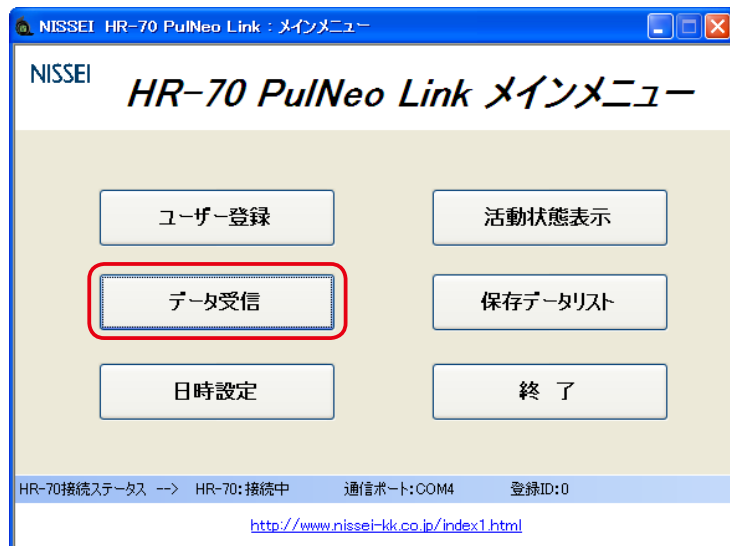 NISSEI HR-70 PulNeo Link : メインメニュー
NISSEI
HR-70 PulNeo Link メインメニュー
ユーザー登録
活動状態表示
データ受信
保存データリスト
日時設定
終 了
HR-70接続ステータス --> HR-70:接続中 通信ポート:COM4 登録ID:0
http://www.nissei-kk.co.jp/index1.html